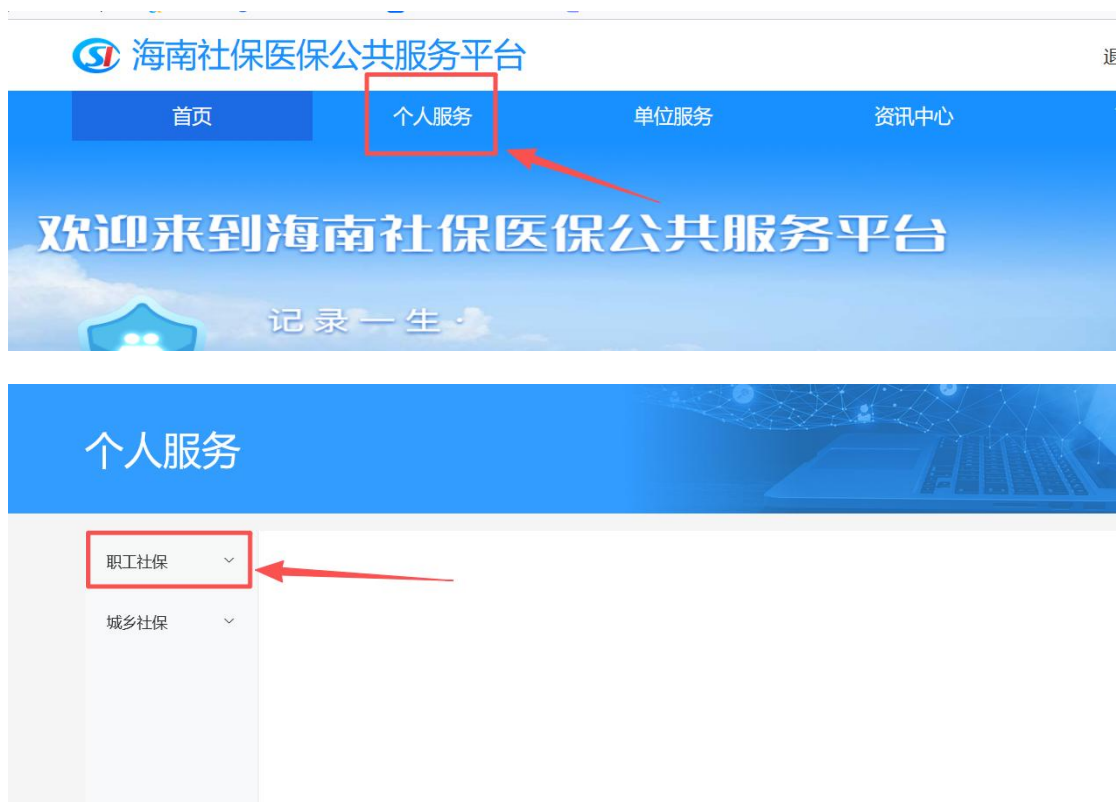 海南社保医保公共服务平台
首页 个人服务 单位服务 资讯中心
欢迎来到海南社保医保公共服务平台
记录一生·
个人服务
职工社保
城乡社保